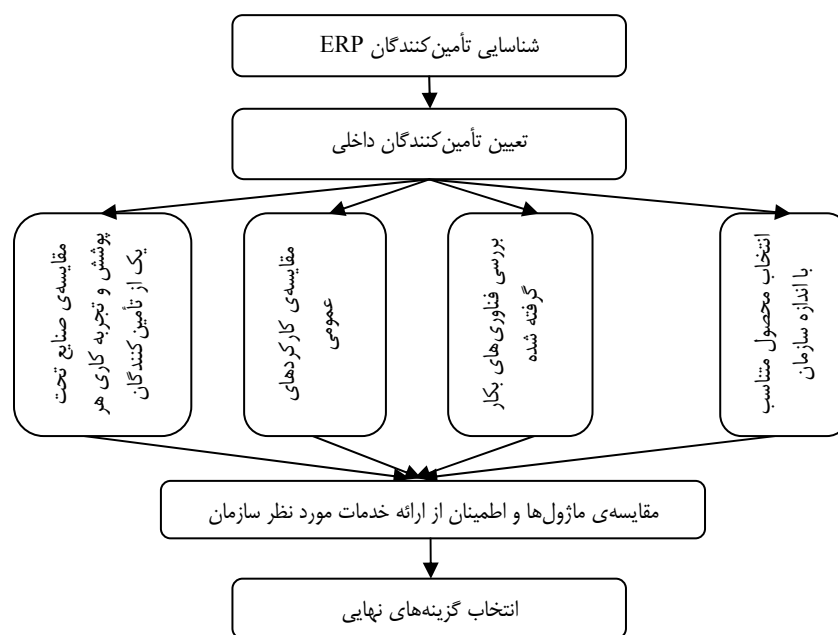 شناسایی تأمین‌کنندگان ERP
تعیین تأمین‌کنندگان داخلی
انتخاب محصول متناسب
با اندازه سازمان
بررسی فناوری‌های بکار
گرفته شده
مقایسه‌ی کارکردهای
عمومی
مقایسه‌ی صنایع تحت
پوشش و تجربه کاری هر
یک از تأمین‌کنندگان
مقایسه‌ی ماژول‌ها و اطمینان از ارائه خدمات مورد نظر سازمان
انتخاب گزینه‌های نهایی